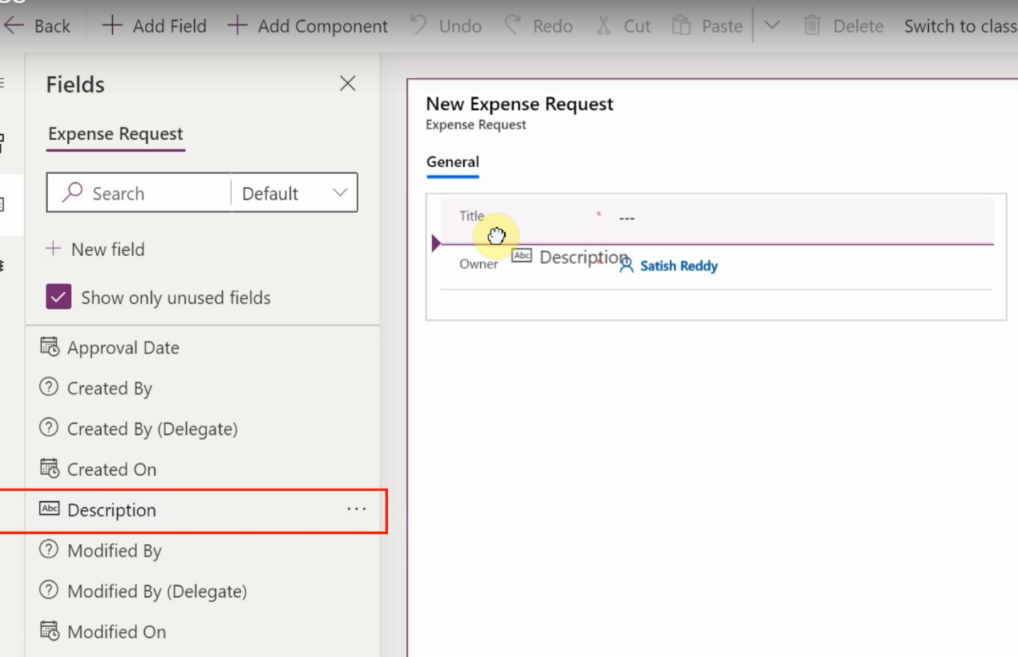 Back Add Field Add Component Undo Redo Cut Paste Delete Switch to class
Fields
Expense Request
Search Default
New field
Show only unused fields
Approval Date
Created By
Created By (Delegate)
Created On
Abc Description ...
Modified By
Modified By (Delegate)
Modified On
New Expense Request
Expense Request
General
Title * ---
Abc Description
Owner * Satish Reddy